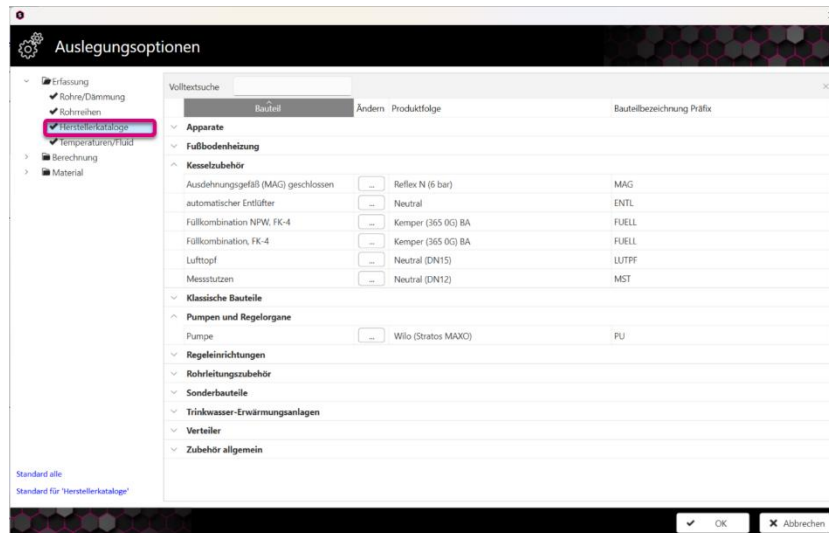 Auslegungsoptionen
Erfassung
Rohre/Dämmung
Rohrreihen
Herstellerkataloge
Temperaturen/Fluid
Berechnung
Material
Standard alle
Standard für 'Herstellerkataloge'
Volltextsuche
Bauteil Ändern Produktfolge Bauteilbezeichnung Präfix
Apparate
Fußbodenheizung
Kesselzubehör
Ausdehnungsgefäß (MAG) geschlossen ... Reflex N (6 bar) MAG
automatischer Entlüfter ... Neutral ENTL
Füllkombination NPW, FK-4 ... Kemper (365 0G) BA FUELL
Füllkombination, FK-4 ... Kemper (365 0G) BA FUELL
Lufttopf ... Neutral (DN15) LUTPF
Messstutzen ... Neutral (DN12) MST
Klassische Bauteile
Pumpen und Regelorgane
Pumpe ... Wilo (Stratos MAXO) PU
Regeleinrichtungen
Rohrleitungszubehör
Sonderbauteile
Trinkwasser-Erwärmungsanlagen
Verteiler
Zubehör allgemein
OK Abbrechen